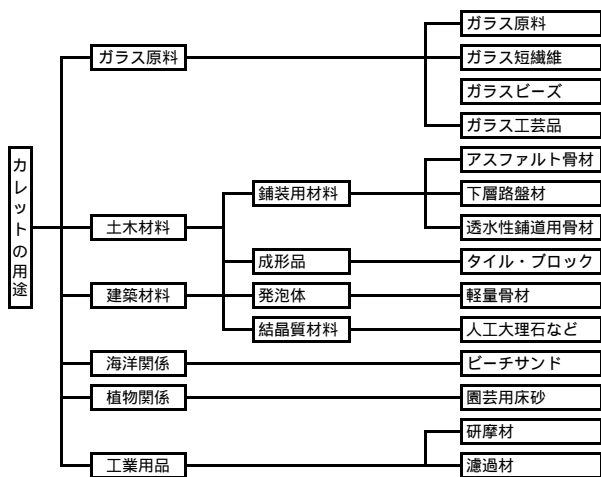 カレットの用途
ガラス原料
ガラス原料
ガラス短繊維
ガラスビーズ
ガラス工芸品
土木材料
舗装用材料
アスファルト骨材
下層路盤材
透水性舗道用骨材
成形品
タイル・ブロック
建築材料
発泡体
軽量骨材
結晶質材料
人工大理石など
海洋関係
ビーチサンド
植物関係
園芸用床砂
工業用品
研摩材
濾過材